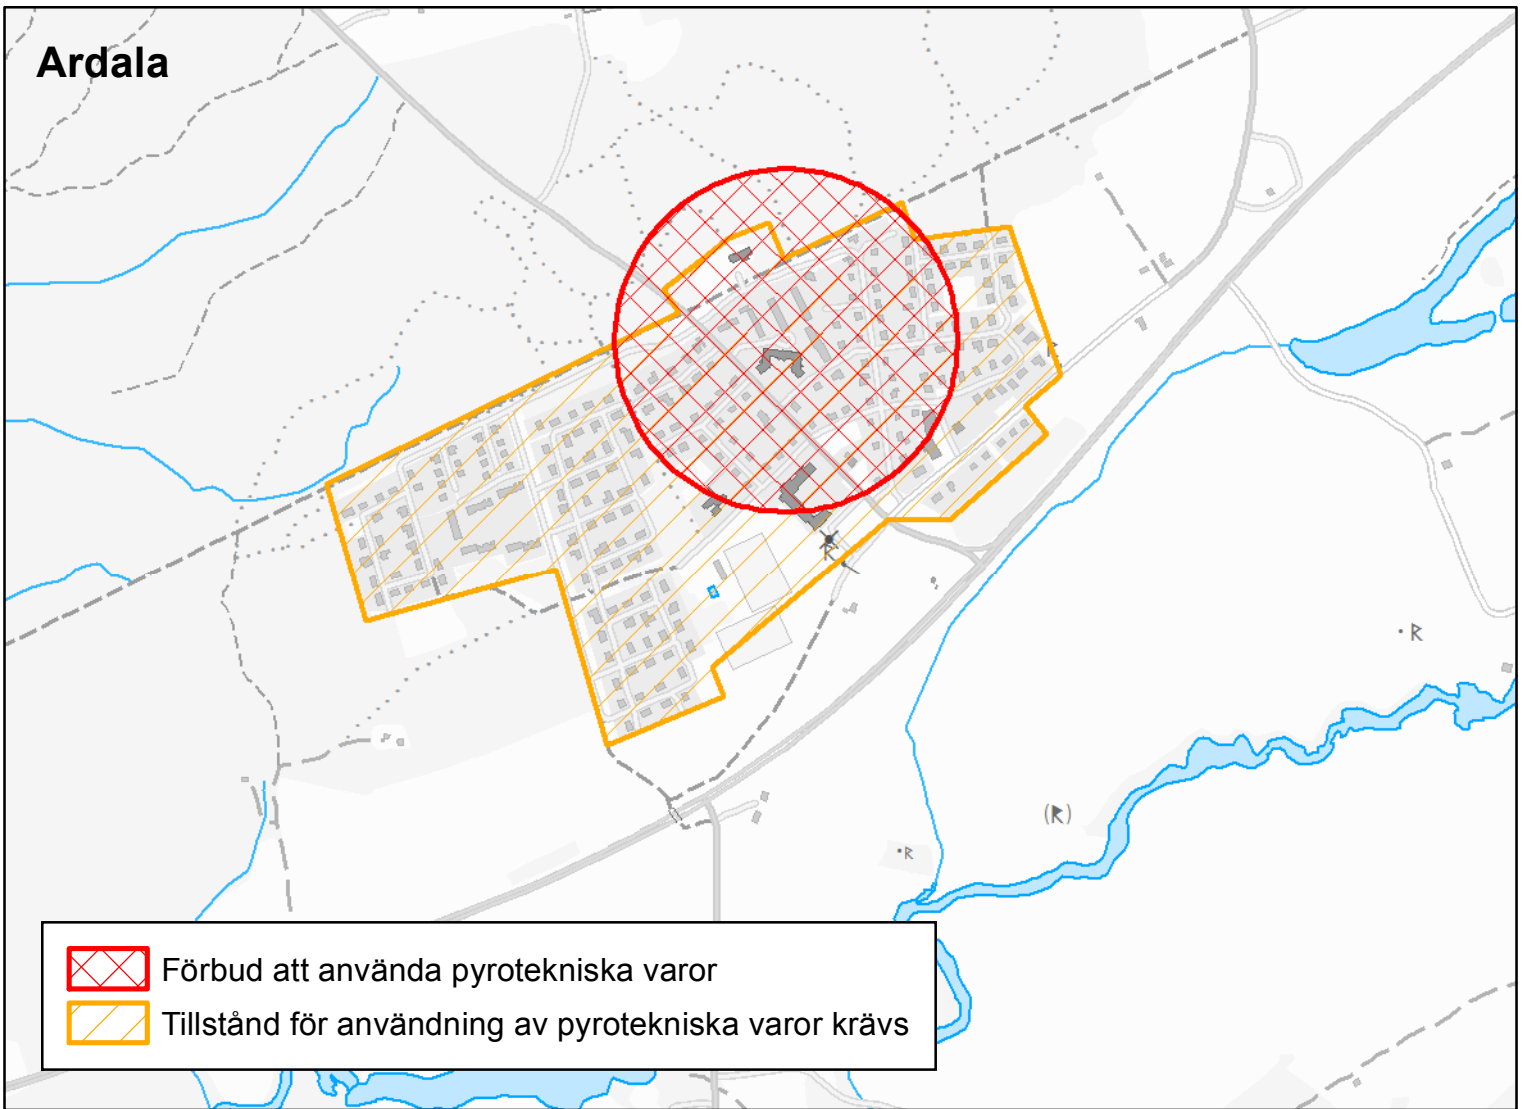 Ardala
R
R
R
(R)
R
Förbud att använda pyrotekniska varor
Tillstånd för användning av pyrotekniska varor krävs